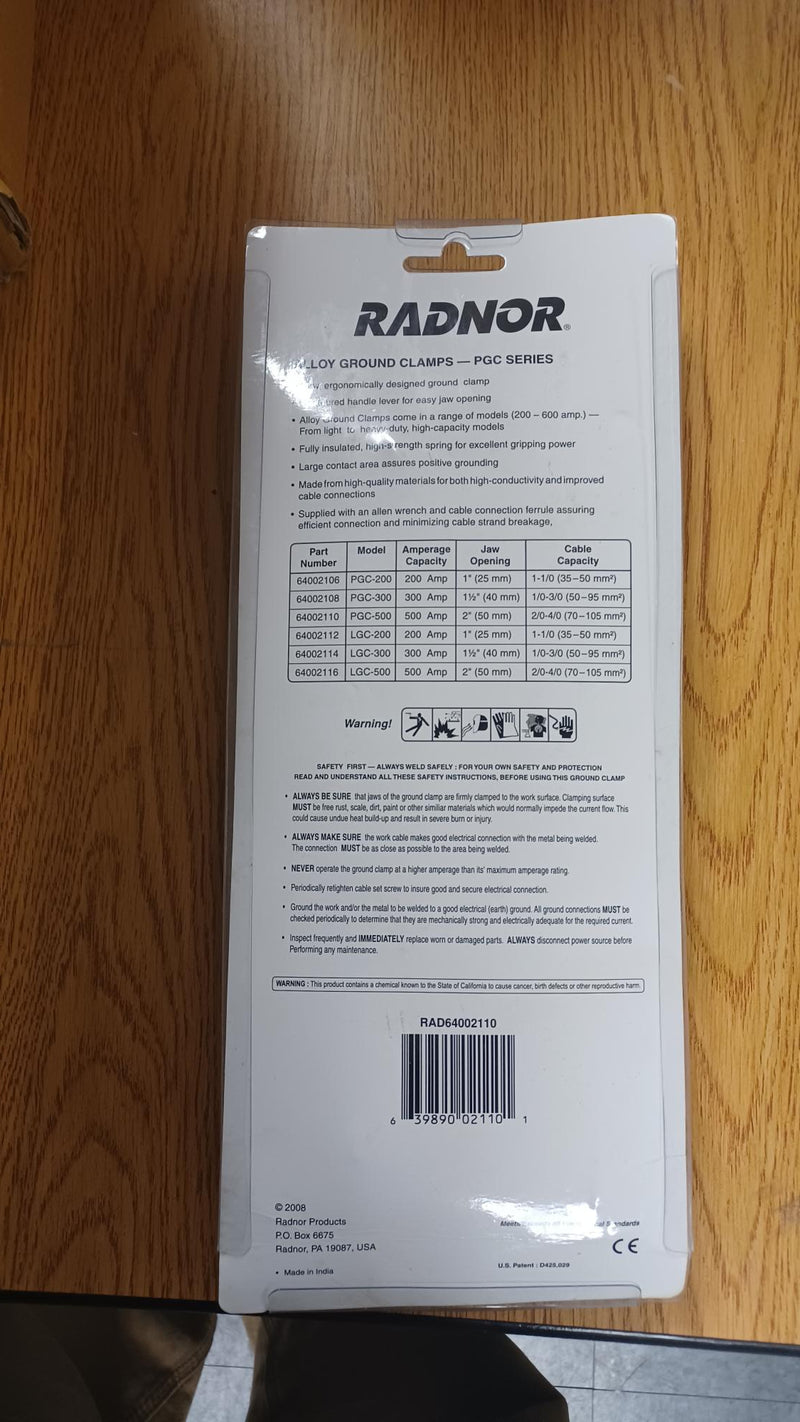 RADNOR®
ALLOY GROUND CLAMPS — PGC SERIES
ergonomically designed ground clamp
handle lever for easy jaw opening
• Alloy Ground Clamps come in a range of models (200 – 600 amp.) —
From light to heavy-duty, high-capacity models
• Fully insulated, high-strength spring for excellent gripping power
• Large contact area assures positive grounding
• Made from high-quality materials for both high-conductivity and improved
cable connections
• Supplied with an allen wrench and cable connection ferrule assuring
efficient connection and minimizing cable strand breakage,
Part Number Model Amperage Capacity Jaw Opening Cable Capacity
64002106 PGC-200 200 Amp 1" (25 mm) 1-1/0 (35–50 mm²)
64002108 PGC-300 300 Amp 1½" (40 mm) 1/0-3/0 (50–95 mm²)
64002110 PGC-500 500 Amp 2" (50 mm) 2/0-4/0 (70–105 mm²)
64002112 LGC-200 200 Amp 1" (25 mm) 1-1/0 (35–50 mm²)
64002114 LGC-300 300 Amp 1½" (40 mm) 1/0-3/0 (50–95 mm²)
64002116 LGC-500 500 Amp 2" (50 mm) 2/0-4/0 (70–105 mm²)
Warning!
SAFETY FIRST — ALWAYS WELD SAFELY : FOR YOUR OWN SAFETY AND PROTECTION
READ AND UNDERSTAND ALL THESE SAFETY INSTRUCTIONS, BEFORE USING THIS GROUND CLAMP
• ALWAYS BE SURE that jaws of the ground clamp are firmly clamped to the work surface. Clamping surface
MUST be free rust, scale, dirt, paint or other similiar materials which would normally impede the current flow. This
could cause undue heat build-up and result in severe burn or injury.
• ALWAYS MAKE SURE the work cable makes good electrical connection with the metal being welded.
The connection MUST be as close as possible to the area being welded.
• NEVER operate the ground clamp at a higher amperage than its' maximum amperage rating.
• Periodically retighten cable set screw to insure good and secure electrical connection.
• Ground the work and/or the metal to be welded to a good electrical (earth) ground. All ground connections MUST be
checked periodically to determine that they are mechanically strong and electrically adequate for the required current.
• Inspect frequently and IMMEDIATELY replace worn or damaged parts. ALWAYS disconnect power source before
Performing any maintenance.
WARNING : This product contains a chemical known to the State of California to cause cancer, birth defects or other reproductive harm.
RAD64002110
6 39890 02110 1
© 2008
Radnor Products
P.O. Box 6675
Radnor, PA 19087, USA
• Made in India
Standards
CE
U.S. Patent : D425,029